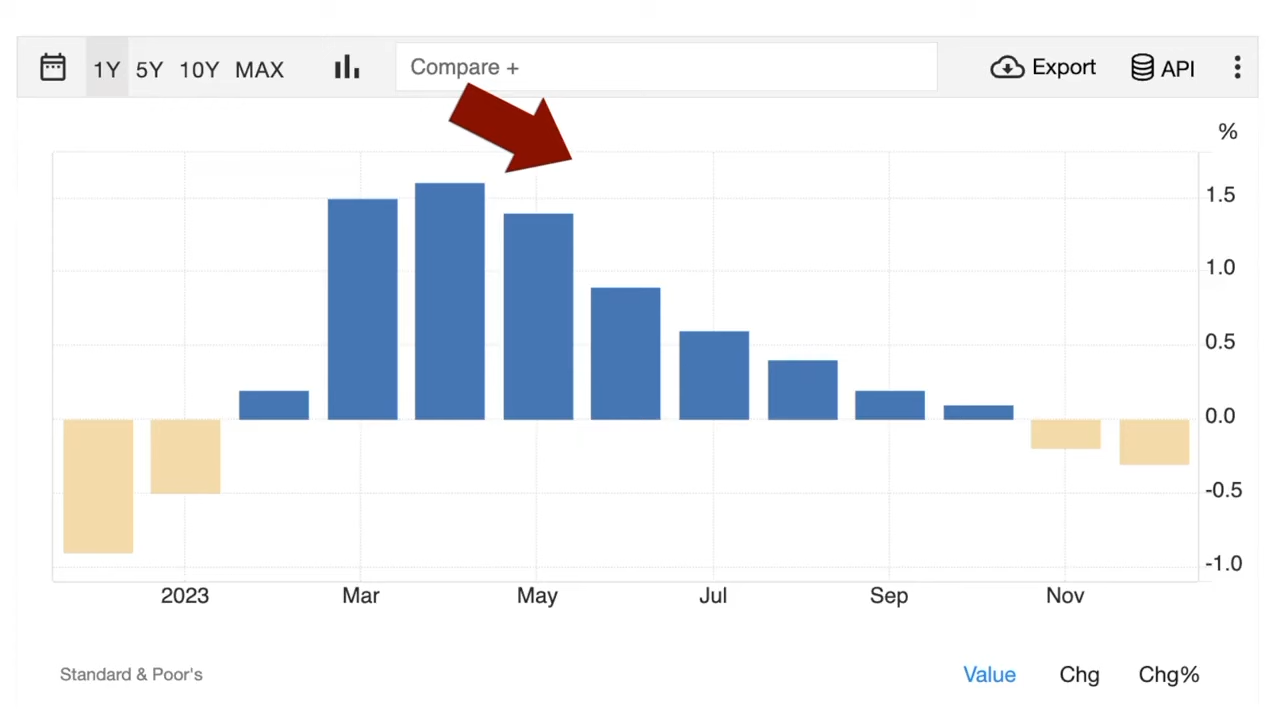 1Y 5Y 10Y MAX Compare + Export API
%
1.5
1.0
0.5
0.0
-0.5
-1.0
2023 Mar May Jul Sep Nov
Standard & Poor's Value Chg Chg%